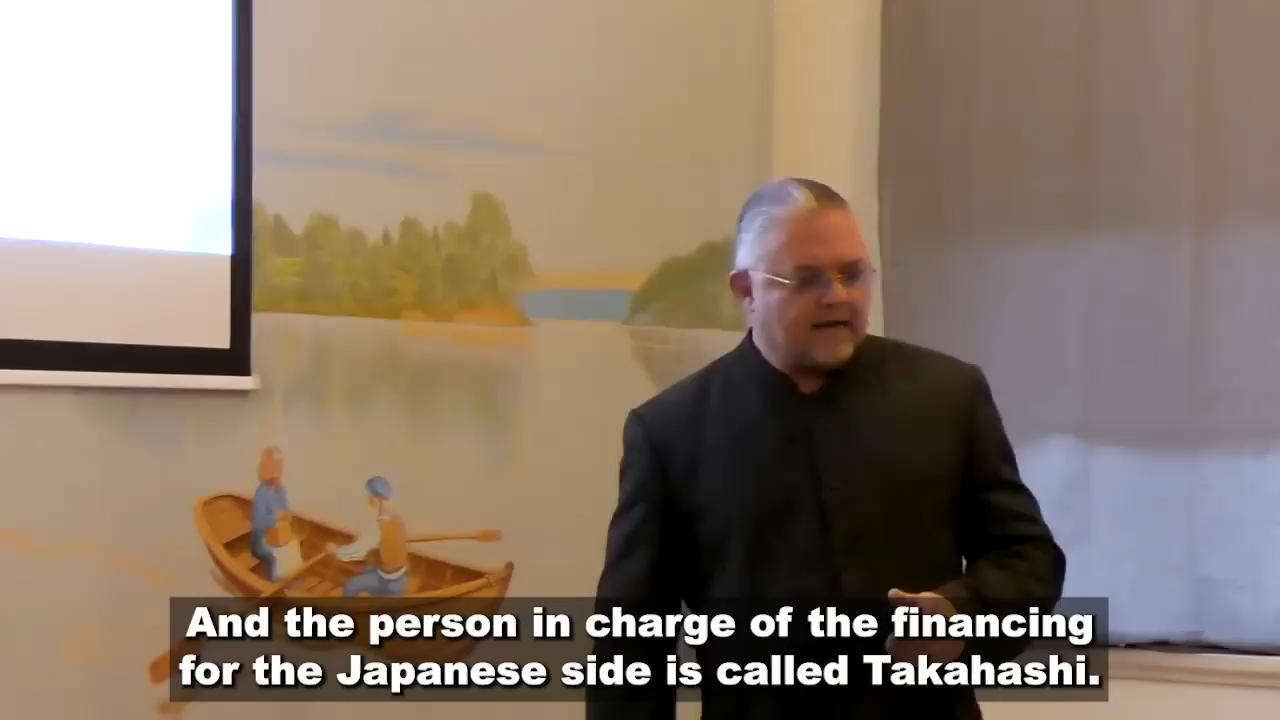 And the person in charge of the financing
for the Japanese side is called Takahashi.